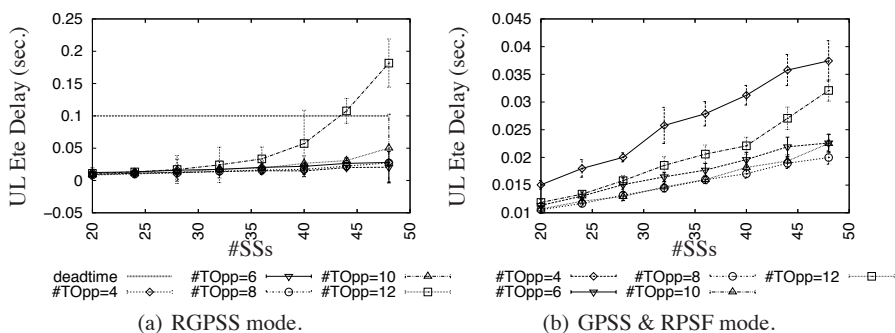 UL Ete Delay (sec.)
0.25
0.2
0.15
0.1
0.05
0
−0.05
20 25 30 35 40 45 50
#SSs
deadtime #TOpp=6 #TOpp=10
#TOpp=4 #TOpp=8 #TOpp=12
(a) RGPSS mode.
UL Ete Delay (sec.)
0.045
0.04
0.035
0.03
0.025
0.02
0.015
0.01
20 25 30 35 40 45 50
#SSs
#TOpp=4 #TOpp=8 #TOpp=12
#TOpp=6 #TOpp=10
(b) GPSS & RPSF mode.